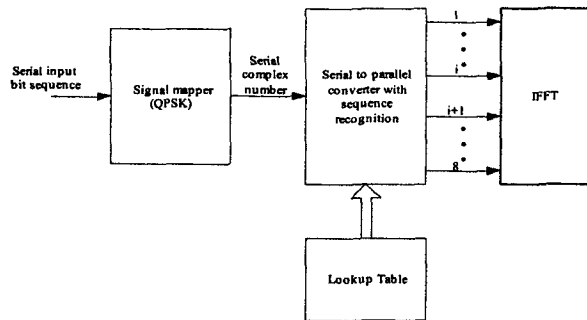 Serial input
bit sequence
Signal mapper
(QPSK)
Serial
complex
number
Serial to parallel
converter with
sequence
recognition
1
i
i+1
8
IFFT
Lookup Table